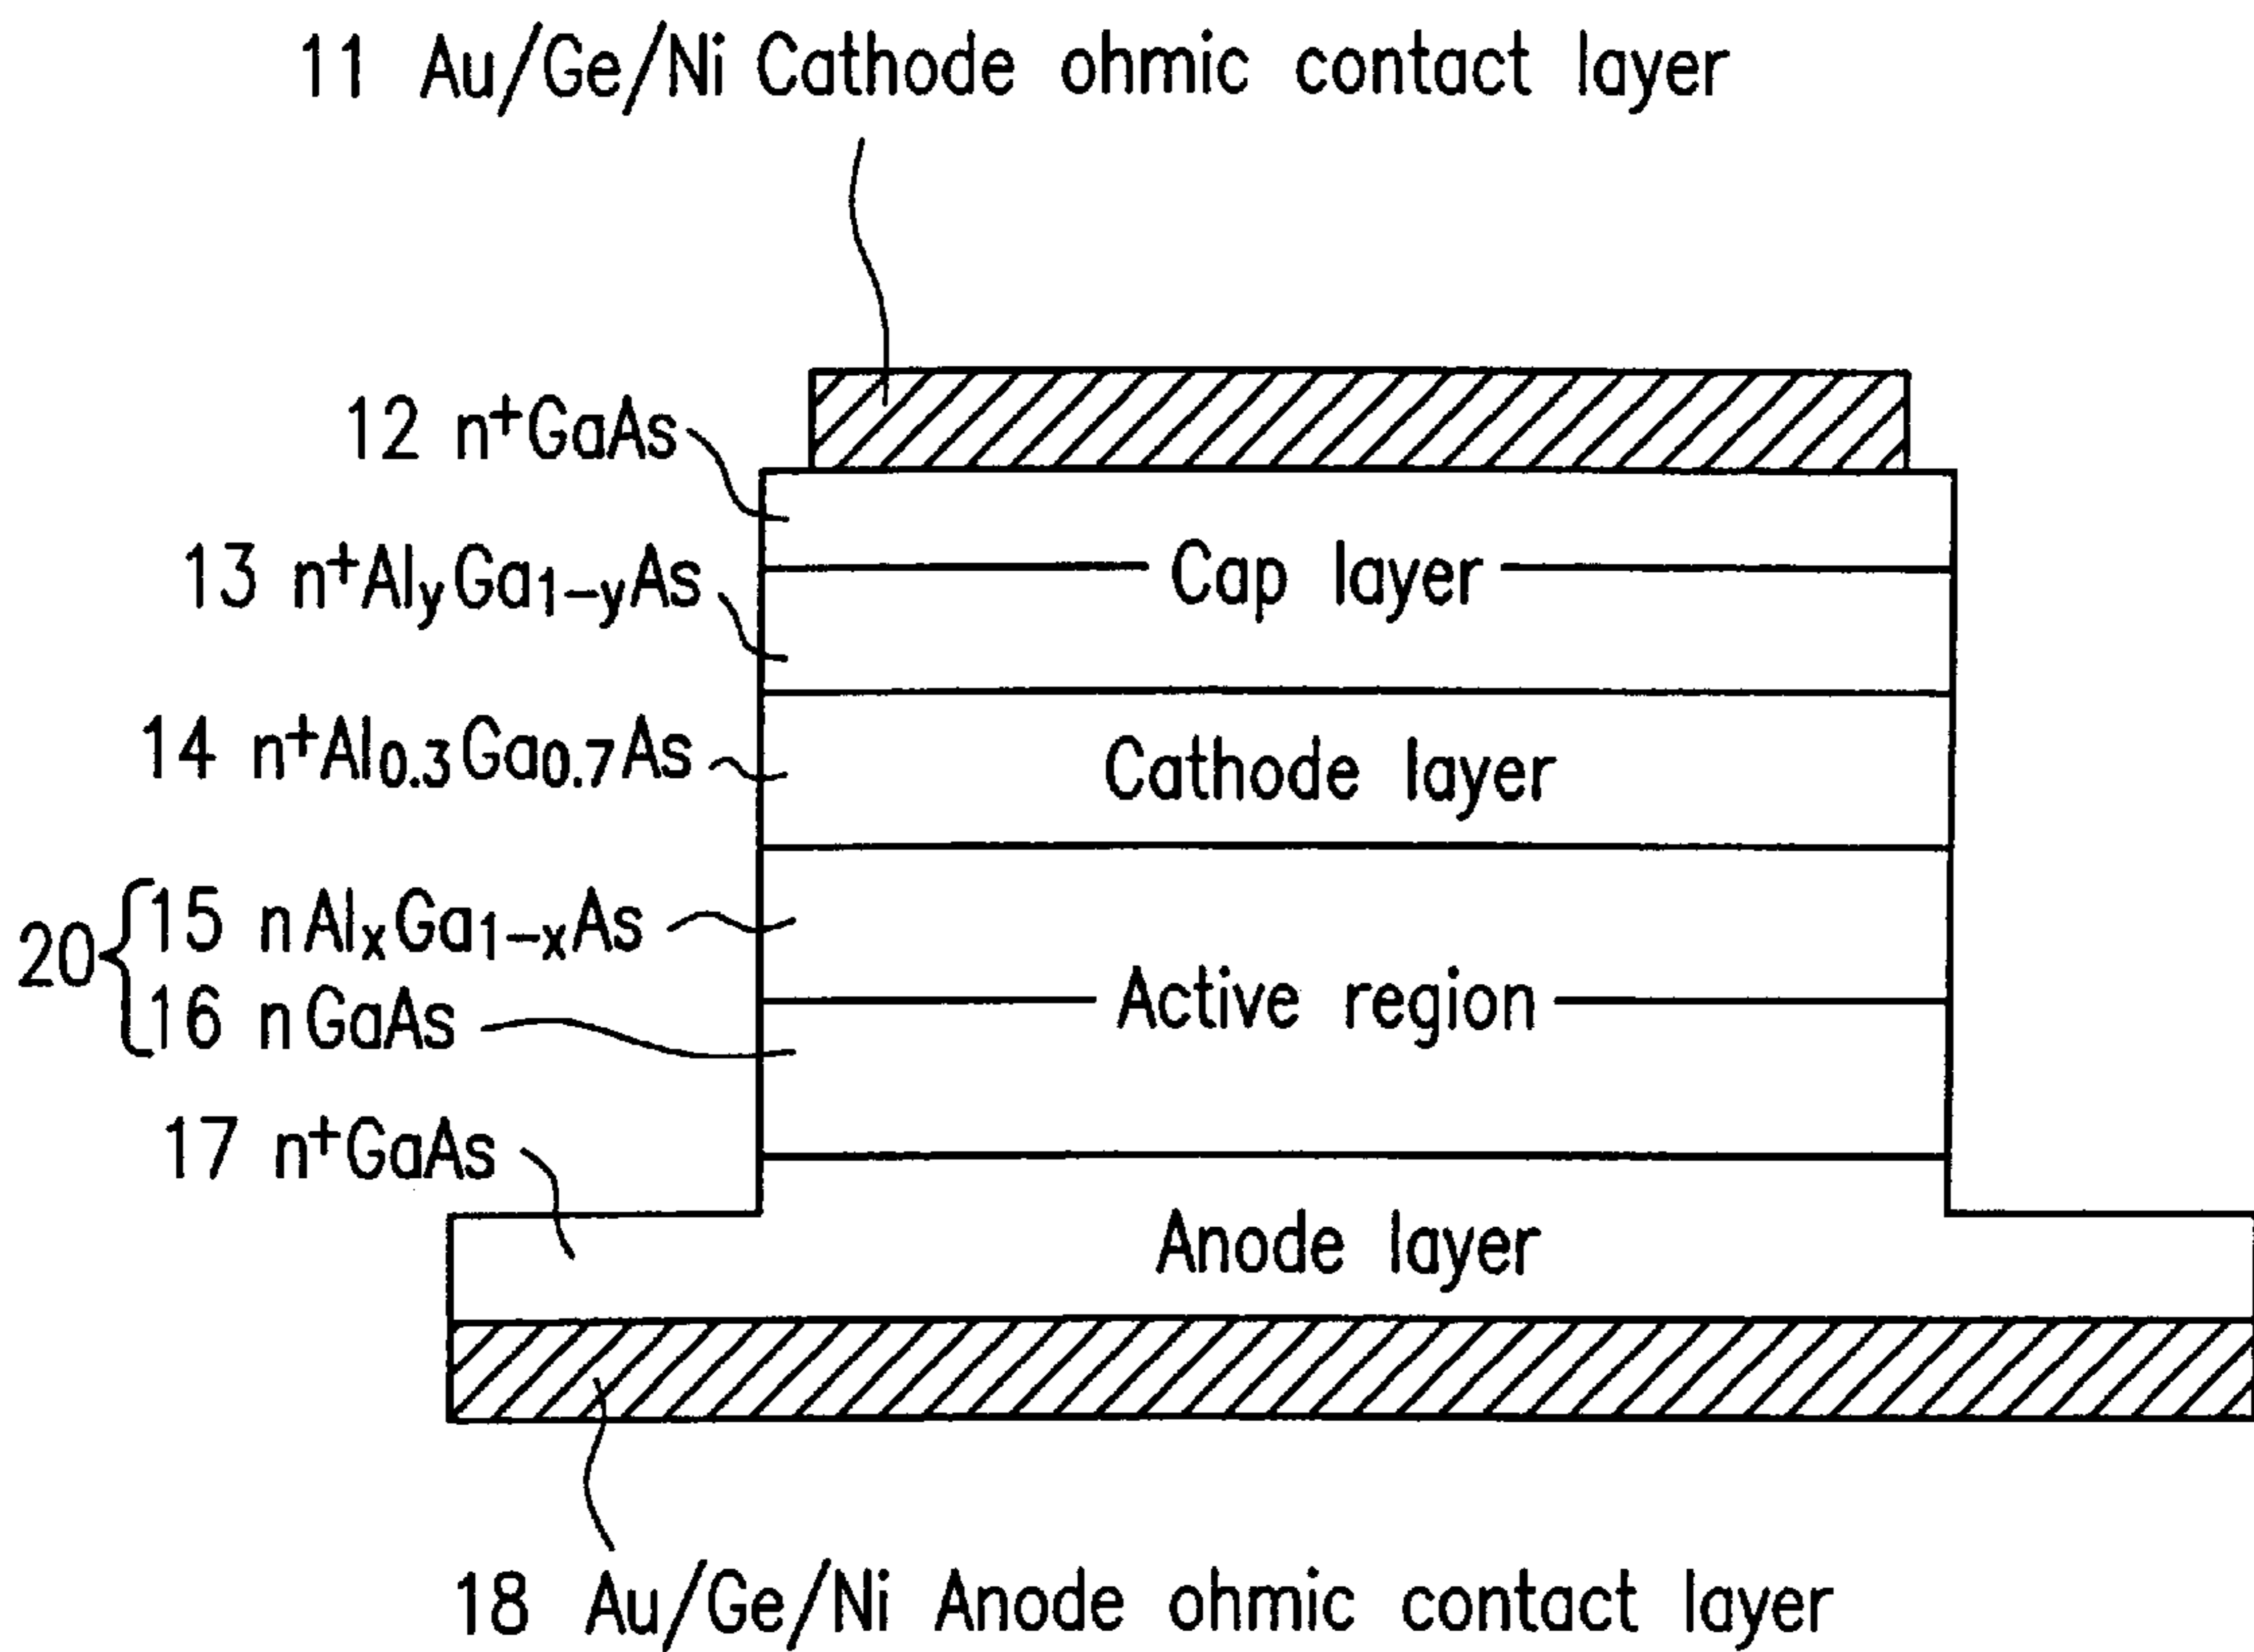 11 Au/Ge/Ni Cathode ohmic contact layer
12 n⁺GaAs
13 n⁺AlyGa1−yAs
Cap layer
14 n⁺Al0.3Ga0.7As
Cathode layer
15 nAlxGa1−xAs
20
16 nGaAs
Active region
17 n⁺GaAs
Anode layer
18 Au/Ge/Ni Anode ohmic contact layer